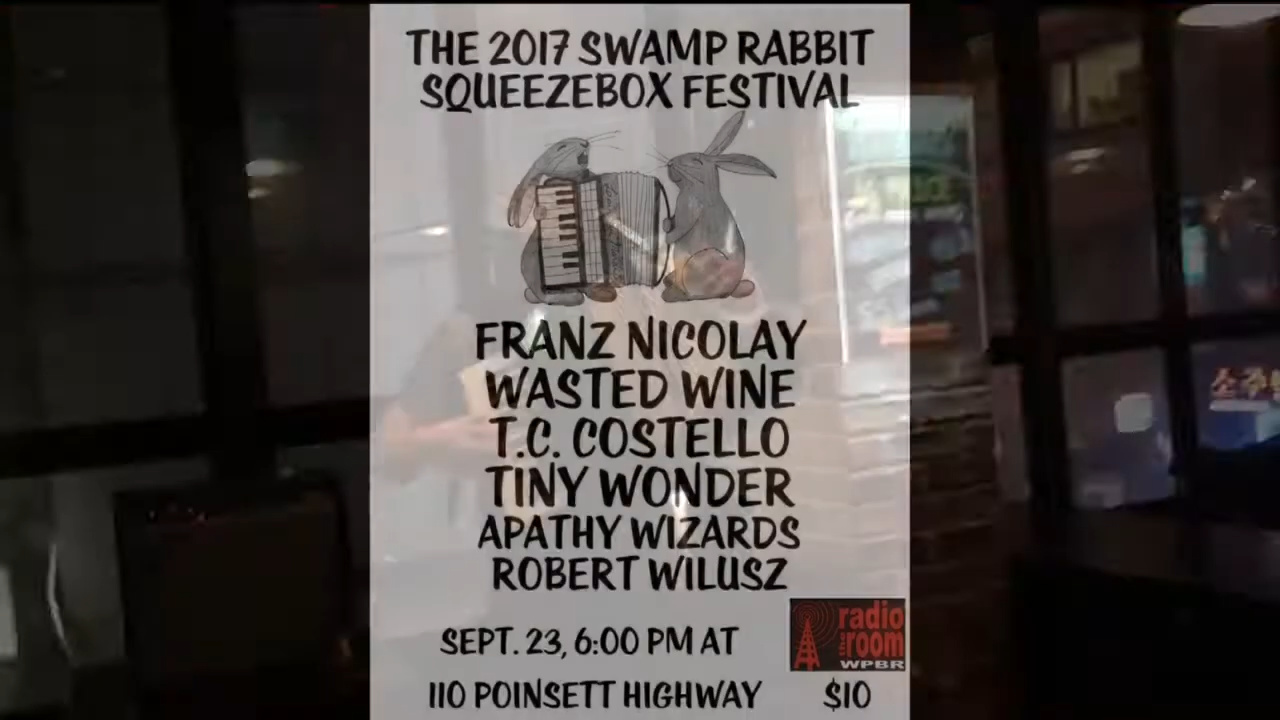 THE 2017 SWAMP RABBIT
SQUEEZEBOX FESTIVAL
FRANZ NICOLAY
WASTED WINE
T.C. COSTELLO
TINY WONDER
APATHY WIZARDS
ROBERT WILUSZ
SEPT. 23, 6:00 PM AT
radio
the room
WPBR
110 POINSETT HIGHWAY $10